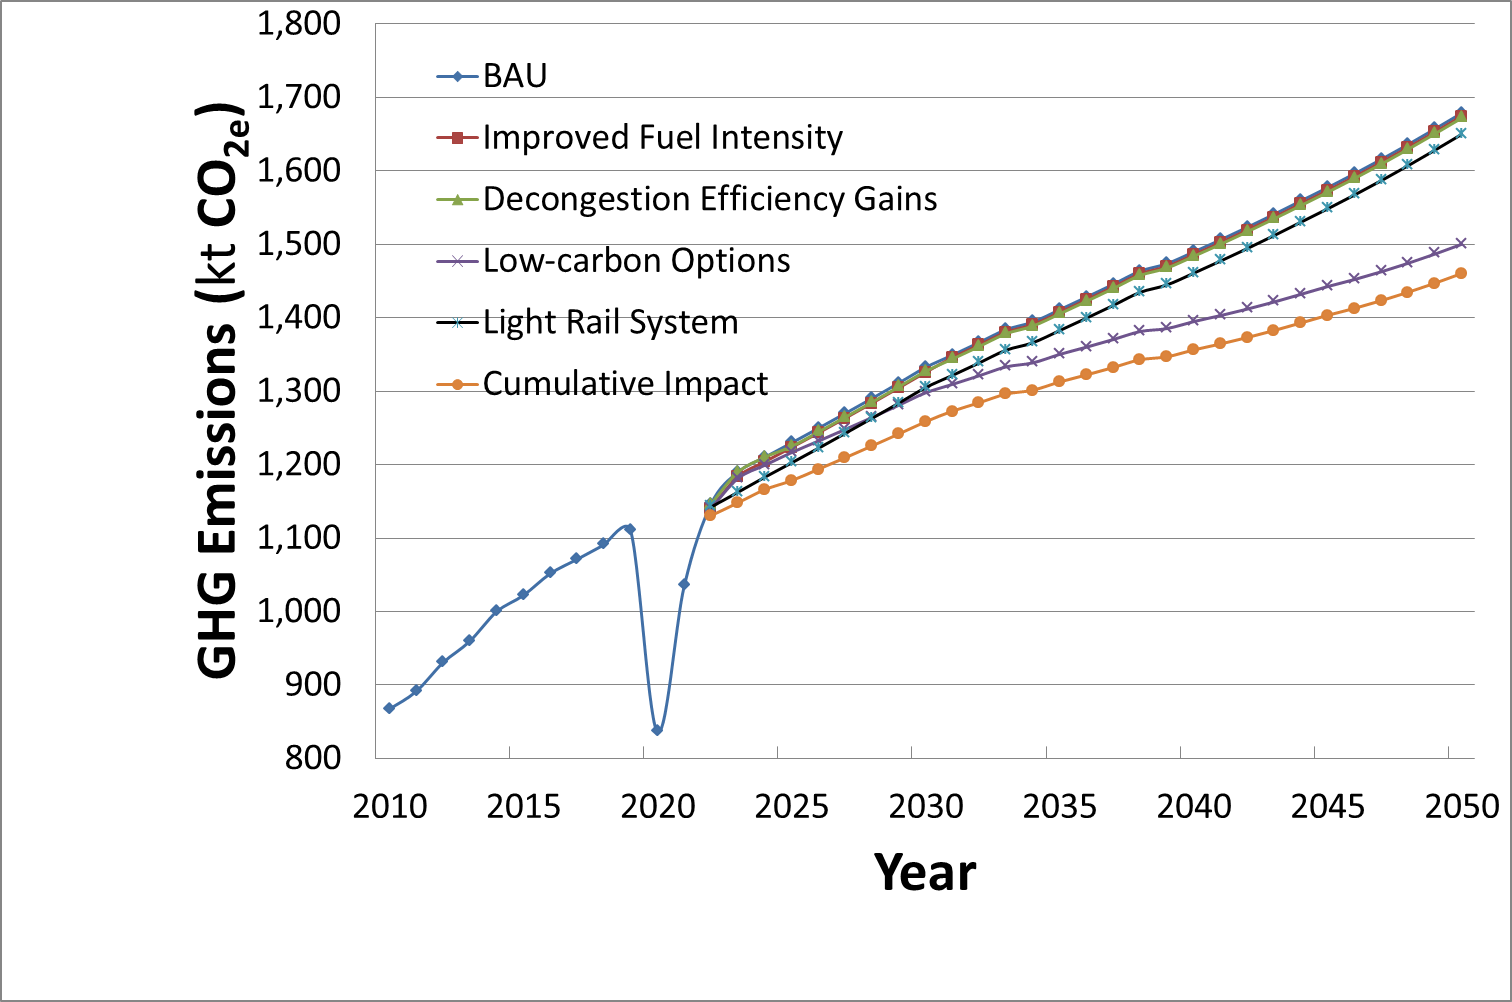 1,800
1,700
1,600
1,500
1,400
1,300
1,200
1,100
1,000
900
800
GHG Emissions (kt CO2e)
BAU
Improved Fuel Intensity
Decongestion Efficiency Gains
Low-carbon Options
Light Rail System
Cumulative Impact
2010 2015 2020 2025 2030 2035 2040 2045 2050
Year